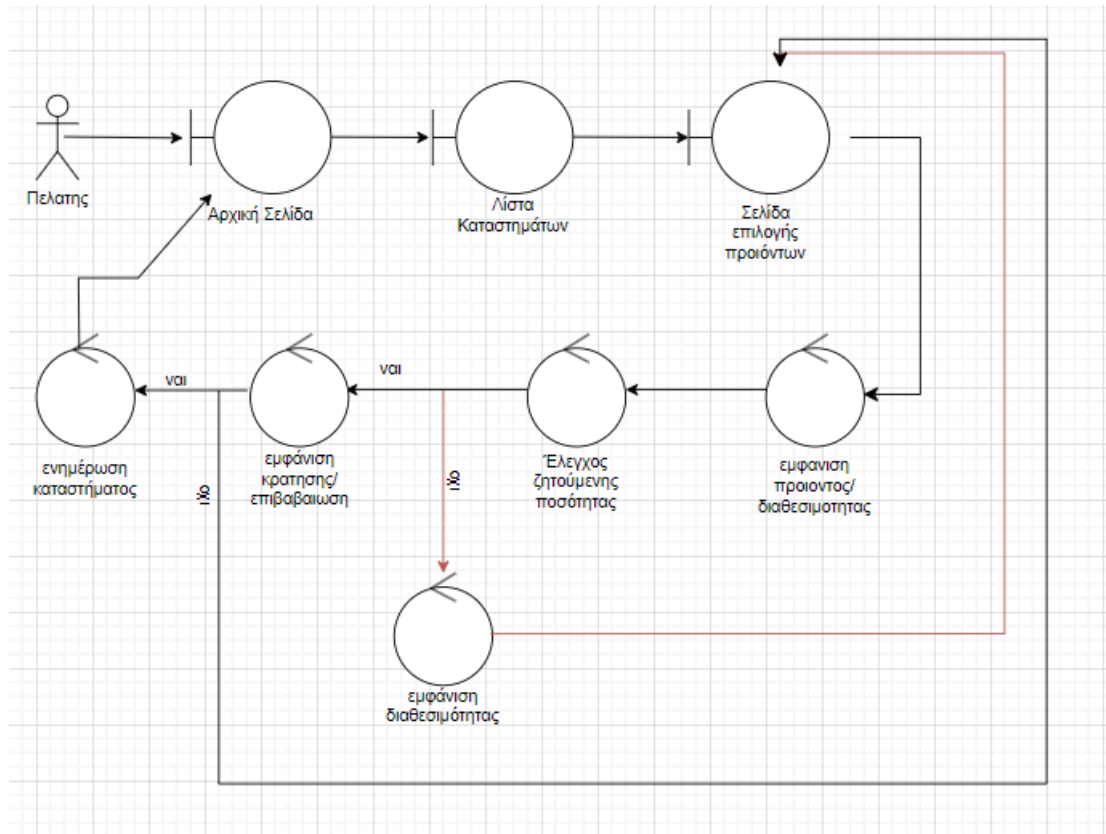 Πελατης
Αρχική Σελίδα
Λίστα
Καταστημάτων
Σελίδα
επιλογής
προιόντων
ναι
ναι
ενημέρωση
καταστήματος
όχι
εμφάνιση
κρατησης/
επιβαβαιωση
όχι
Έλεγχος
ζητούμενης
ποσότητας
εμφανιση
προιοντος/
διαθεσιμοτητας
εμφάνιση
διαθεσιμότητας